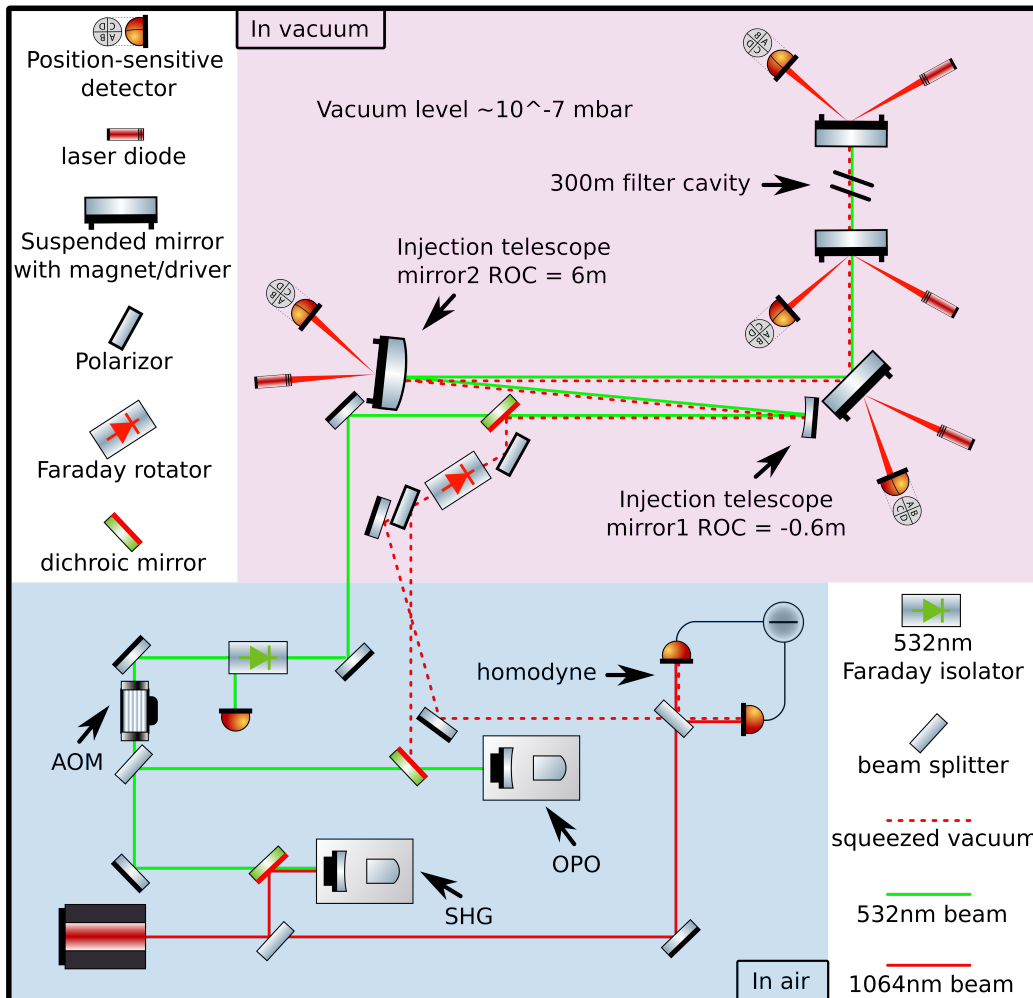 In vacuum
Position-sensitive
detector
laser diode
Suspended mirror
with magnet/driver
Polarizor
Faraday rotator
dichroic mirror
Vacuum level ~10^-7 mbar
A B
C D
300m filter cavity
Injection telescope
mirror2 ROC = 6m
A B
C D
A B
C D
Injection telescope
mirror1 ROC = -0.6m
A B
C D
A B
C D
homodyne
AOM
OPO
SHG
In air
532nm
Faraday isolator
beam splitter
squeezed vacuum
532nm beam
1064nm beam